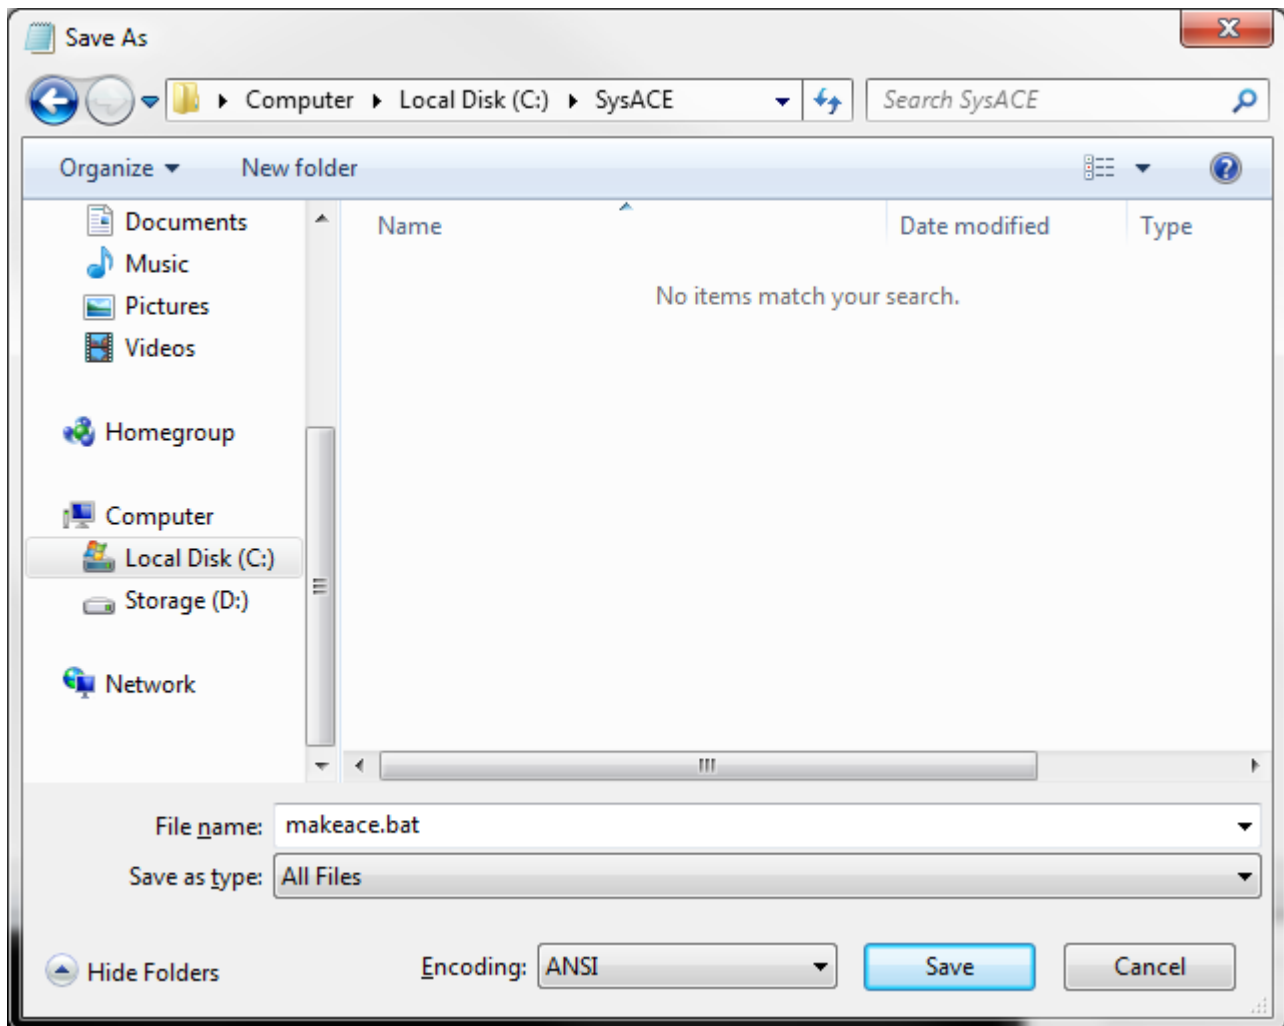 Save As
Computer Local Disk (C:) SysACE Search SysACE
Organize New folder
Name Date modified Type
No items match your search.
Documents
Music
Pictures
Videos
Homegroup
Computer
Local Disk (C:)
Storage (D:)
Network
File name: makeace.bat
Save as type: All Files
Hide Folders Encoding: ANSI Save Cancel